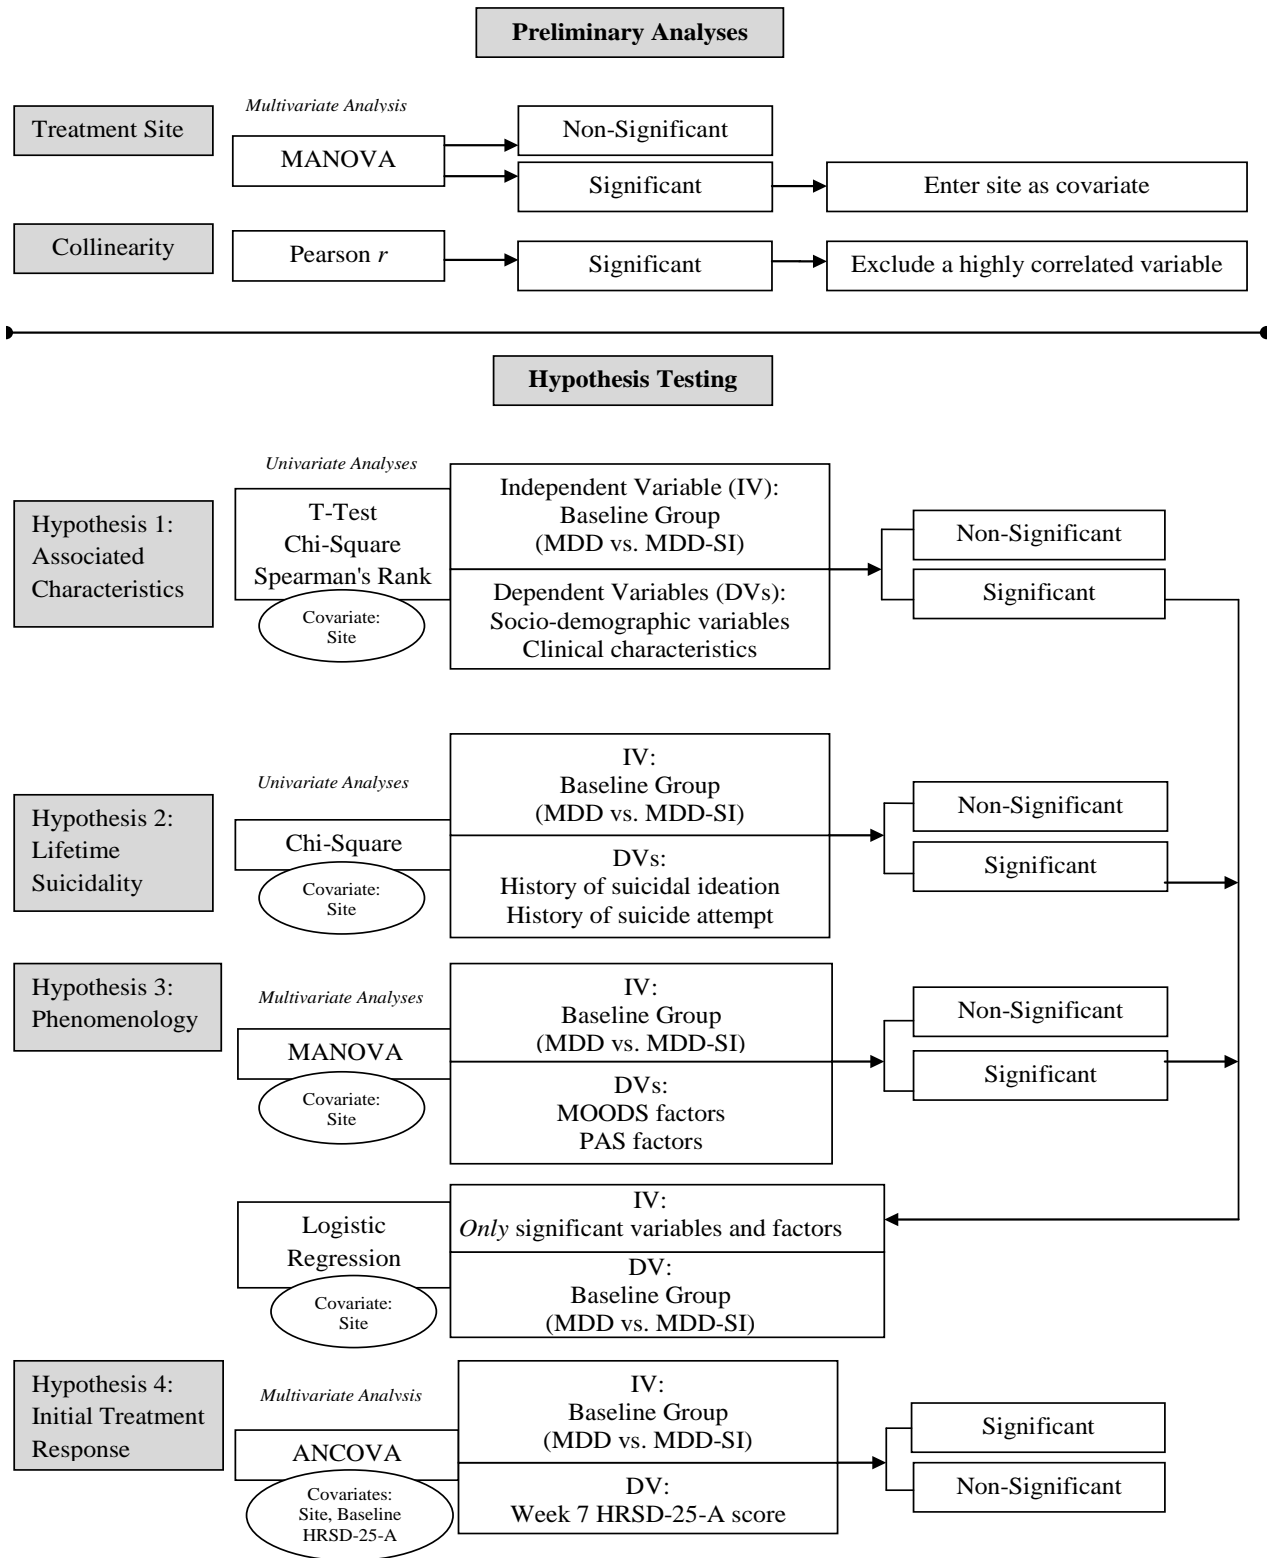 Preliminary Analyses
Treatment Site
Multivariate Analysis
MANOVA
Non-Significant
Significant
Enter site as covariate
Collinearity
Pearson r
Significant
Exclude a highly correlated variable
Hypothesis Testing
Hypothesis 1:
Associated
Characteristics
Univariate Analyses
T-Test
Chi-Square
Spearman's Rank
Covariate:
Site
Independent Variable (IV):
Baseline Group
(MDD vs. MDD-SI)
Dependent Variables (DVs):
Socio-demographic variables
Clinical characteristics
Non-Significant
Significant
Hypothesis 2:
Lifetime
Suicidality
Univariate Analyses
Chi-Square
Covariate:
Site
IV:
Baseline Group
(MDD vs. MDD-SI)
DVs:
History of suicidal ideation
History of suicide attempt
Non-Significant
Significant
Hypothesis 3:
Phenomenology
Multivariate Analyses
MANOVA
Covariate:
Site
IV:
Baseline Group
(MDD vs. MDD-SI)
DVs:
MOODS factors
PAS factors
Non-Significant
Significant
Logistic
Regression
Covariate:
Site
IV:
Only significant variables and factors
DV:
Baseline Group
(MDD vs. MDD-SI)
Hypothesis 4:
Initial Treatment
Response
Multivariate Analysis
ANCOVA
Covariates:
Site, Baseline
HRSD-25-A
IV:
Baseline Group
(MDD vs. MDD-SI)
DV:
Week 7 HRSD-25-A score
Significant
Non-Significant